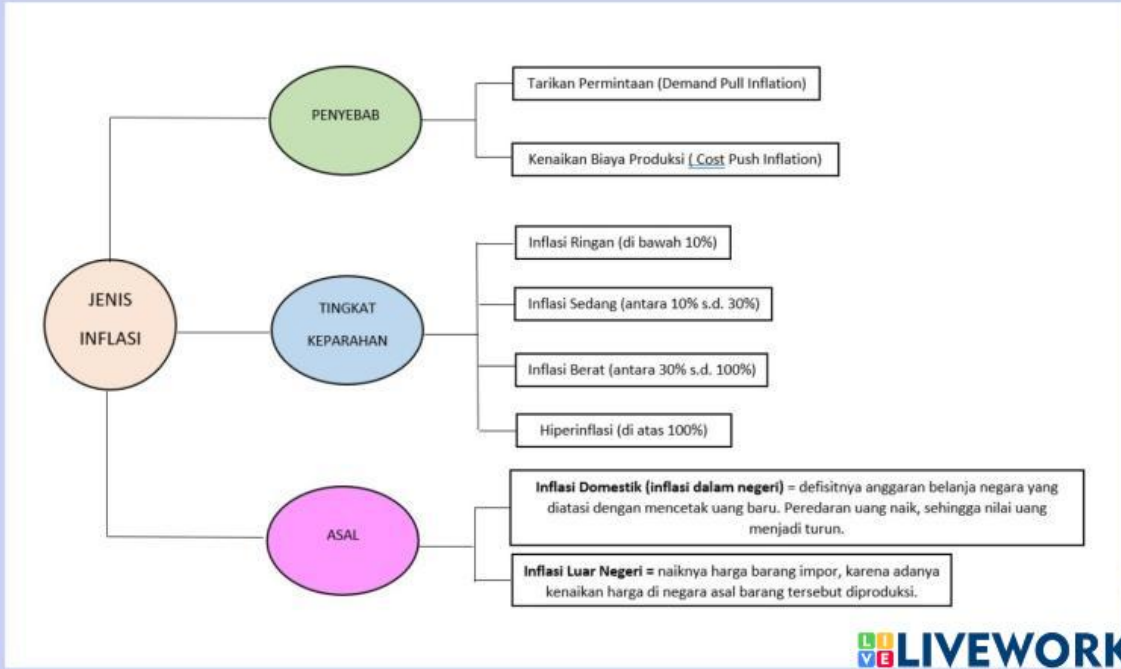 PENYEBAB
Tarikan Permintaan (Demand Pull Inflation)
Kenaikan Biaya Produksi ( Cost Push Inflation)
JENIS
INFLASI
TINGKAT
KEPARAHAN
Inflasi Ringan (di bawah 10%)
Inflasi Sedang (antara 10% s.d. 30%)
Inflasi Berat (antara 30% s.d. 100%)
Hiperinflasi (di atas 100%)
ASAL
Inflasi Domestik (inflasi dalam negeri) = defisitnya anggaran belanja negara yang
diatasi dengan mencetak uang baru. Peredaran uang naik, sehingga nilai uang
menjadi turun.
Inflasi Luar Negeri = naiknya harga barang impor, karena adanya
kenaikan harga di negara asal barang tersebut diproduksi.
LIVE LIVEWORK